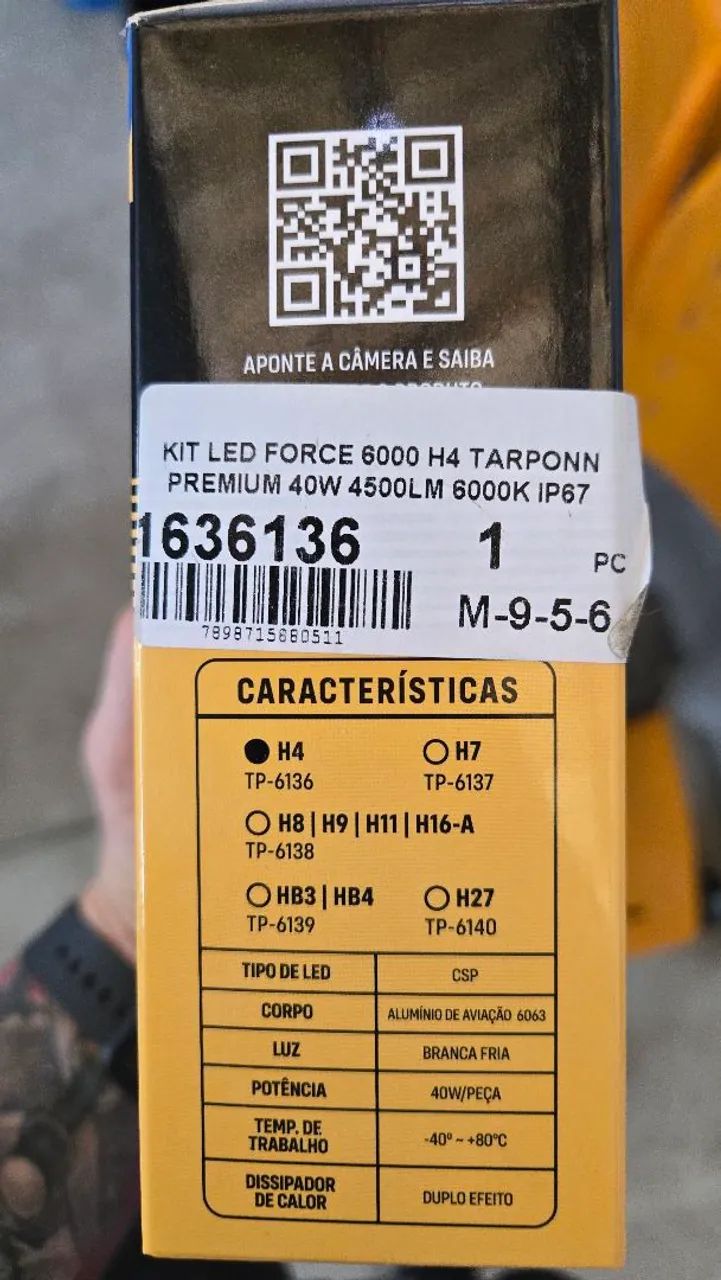 APONTE A CÂMERA E SAIBA
KIT LED FORCE 6000 H4 TARPONN
PREMIUM 40W 4500LM 6000K IP67
1636136 1 PC
M-9-5-6
7898715680511
CARACTERÍSTICAS
H4 H7
TP-6136 TP-6137
H8 | H9 | H11 | H16-A
TP-6138
HB3 | HB4 H27
TP-6139 TP-6140
TIPO DE LED CSP
CORPO ALUMÍNIO DE AVIAÇÃO 6063
LUZ BRANCA FRIA
POTÊNCIA 40W/PEÇA
TEMP. DE
TRABALHO -40º ~ +80ºC
DISSIPADOR
DE CALOR DUPLO EFEITO